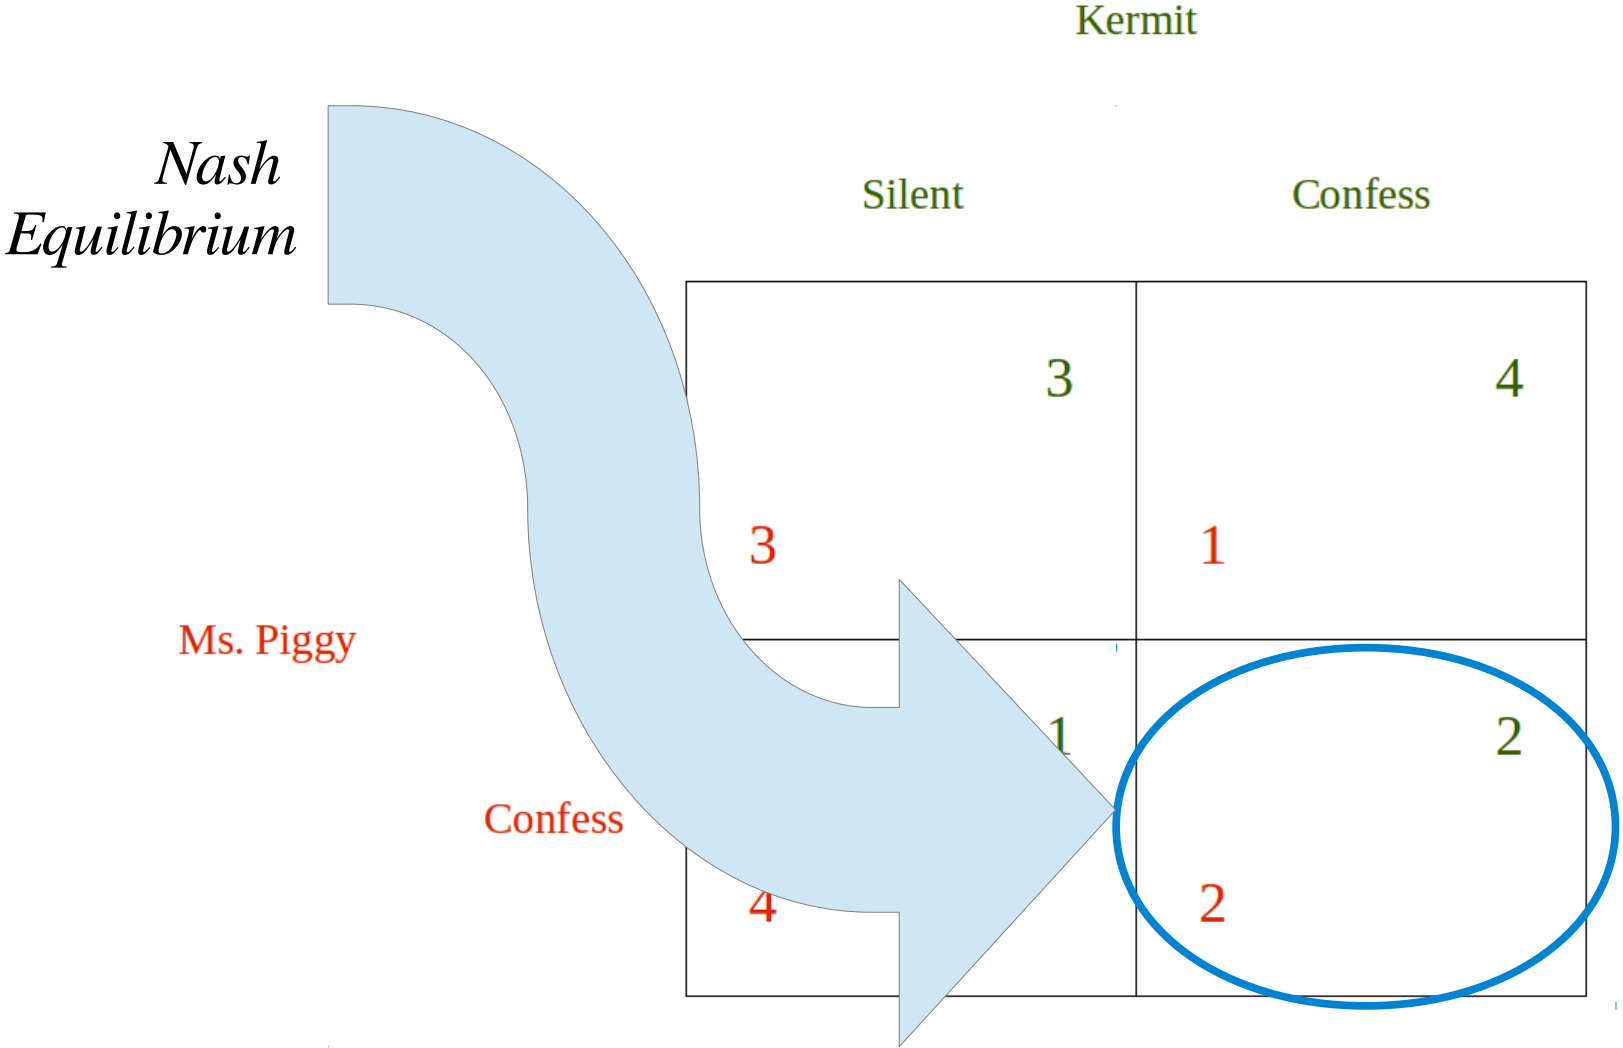 Kermit
Nash
Equilibrium
Silent Confess
3 4
3 1
Ms. Piggy
1 2
Confess
4 2